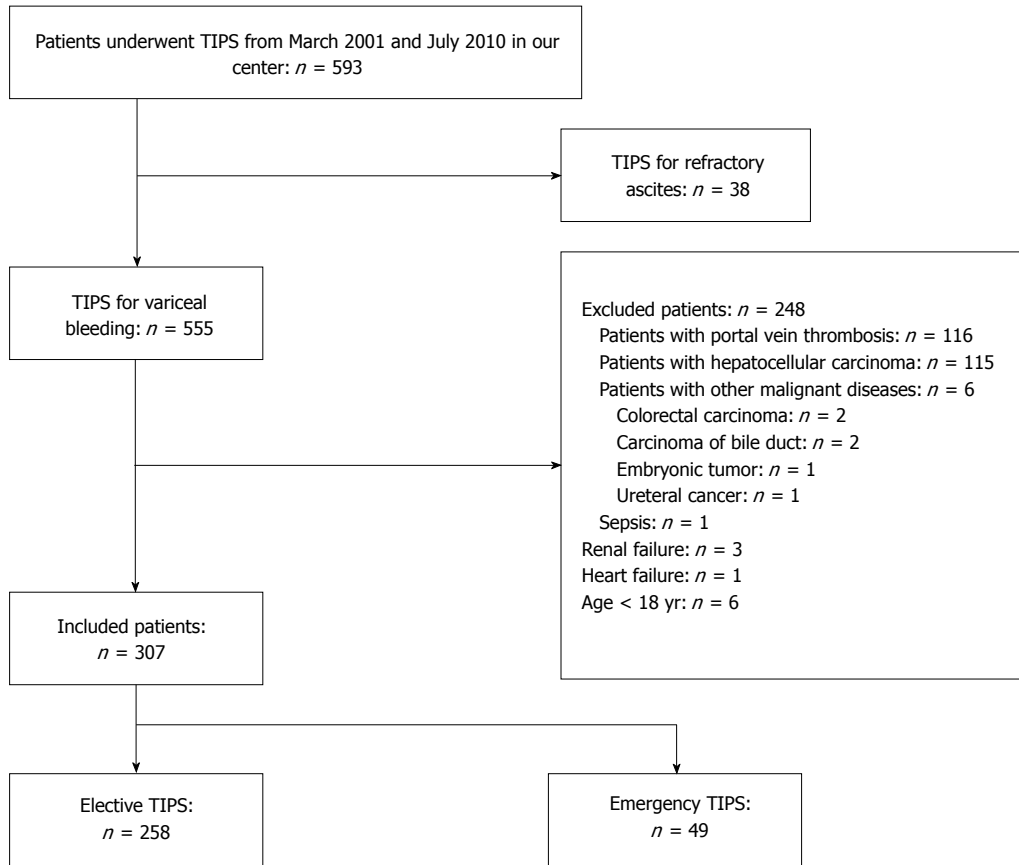 Patients underwent TIPS from March 2001 and July 2010 in our
center: n = 593
TIPS for refractory
ascites: n = 38
TIPS for variceal
bleeding: n = 555
Excluded patients: n = 248
Patients with portal vein thrombosis: n = 116
Patients with hepatocellular carcinoma: n = 115
Patients with other malignant diseases: n = 6
Colorectal carcinoma: n = 2
Carcinoma of bile duct: n = 2
Embryonic tumor: n = 1
Ureteral cancer: n = 1
Sepsis: n = 1
Renal failure: n = 3
Heart failure: n = 1
Age < 18 yr: n = 6
Included patients:
n = 307
Elective TIPS:
n = 258
Emergency TIPS:
n = 49